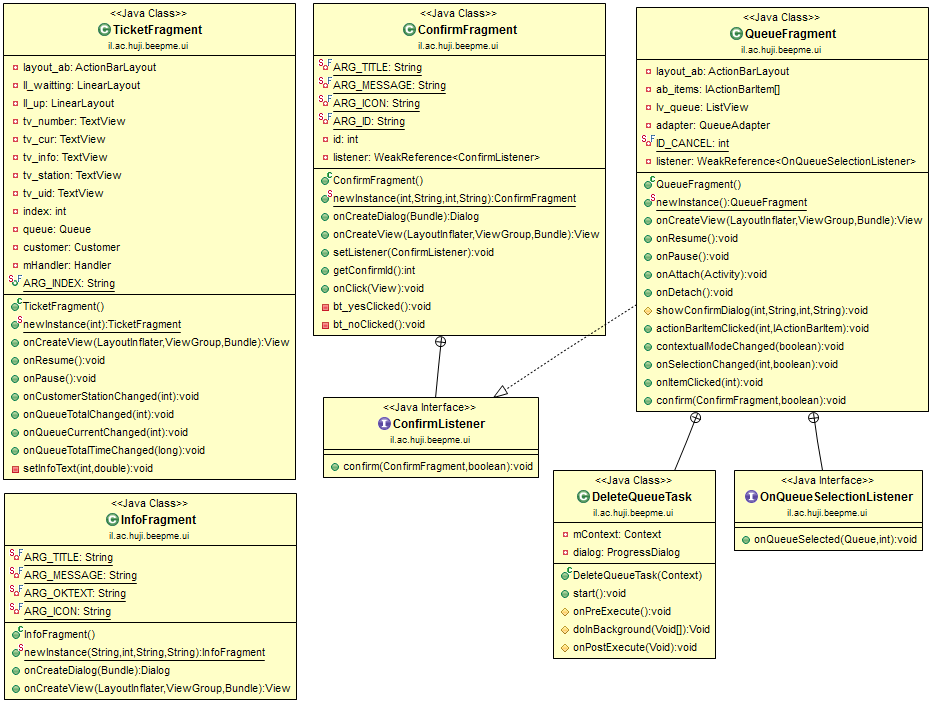 <<Java Class>>
TicketFragment
il.ac.huji.beepme.ui
layout_ab: ActionBarLayout
ll_waitting: LinearLayout
ll_up: LinearLayout
tv_number: TextView
tv_cur: TextView
tv_info: TextView
tv_station: TextView
tv_uid: TextView
index: int
queue: Queue
customer: Customer
mHandler: Handler
ARG_INDEX: String
TicketFragment()
newInstance(int):TicketFragment
onCreateView(LayoutInflater,ViewGroup,Bundle):View
onResume():void
onPause():void
onCustomerStationChanged(int):void
onQueueTotalChanged(int):void
onQueueCurrentChanged(int):void
onQueueTotalTimeChanged(long):void
setInfoText(int,double):void
<<Java Class>>
InfoFragment
il.ac.huji.beepme.ui
ARG_TITLE: String
ARG_MESSAGE: String
ARG_OKTEXT: String
ARG_ICON: String
InfoFragment()
newInstance(String,int,String,String):InfoFragment
onCreateDialog(Bundle):Dialog
onCreateView(LayoutInflater,ViewGroup,Bundle):View
<<Java Class>>
ConfirmFragment
il.ac.huji.beepme.ui
ARG_TITLE: String
ARG_MESSAGE: String
ARG_ICON: String
ARG_ID: String
id: int
listener: WeakReference<ConfirmListener>
ConfirmFragment()
newInstance(int,String,int,String):ConfirmFragment
onCreateDialog(Bundle):Dialog
onCreateView(LayoutInflater,ViewGroup,Bundle):View
setListener(ConfirmListener):void
getConfirmId():int
onClick(View):void
bt_yesClicked():void
bt_noClicked():void
<<Java Interface>>
ConfirmListener
il.ac.huji.beepme.ui
confirm(ConfirmFragment,boolean):void
<<Java Class>>
QueueFragment
il.ac.huji.beepme.ui
layout_ab: ActionBarLayout
ab_items: IActionBarItem[]
lv_queue: ListView
adapter: QueueAdapter
ID_CANCEL: int
listener: WeakReference<OnQueueSelectionListener>
QueueFragment()
newInstance():QueueFragment
onCreateView(LayoutInflater,ViewGroup,Bundle):View
onResume():void
onPause():void
onAttach(Activity):void
onDetach():void
showConfirmDialog(int,String,int,String):void
actionBarItemClicked(int,IActionBarItem):void
contextualModeChanged(boolean):void
onSelectionChanged(int,boolean):void
onItemClicked(int):void
confirm(ConfirmFragment,boolean):void
<<Java Class>>
DeleteQueueTask
il.ac.huji.beepme.ui
mContext: Context
dialog: ProgressDialog
DeleteQueueTask(Context)
start():void
onPreExecute():void
doInBackground(Void[]):Void
onPostExecute(Void):void
<<Java Interface>>
OnQueueSelectionListener
il.ac.huji.beepme.ui
onQueueSelected(Queue,int):void